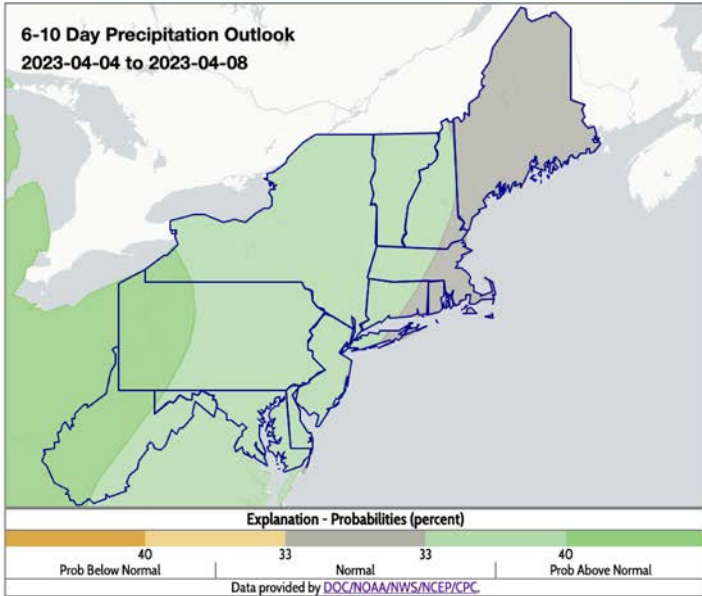 6-10 Day Precipitation Outlook
2023-04-04 to 2023-04-08
Explanation - Probabilities (percent)
40 33 33 40
Prob Below Normal Normal Prob Above Normal
Data provided by DOC/NOAA/NWS/NCEP/CPC.